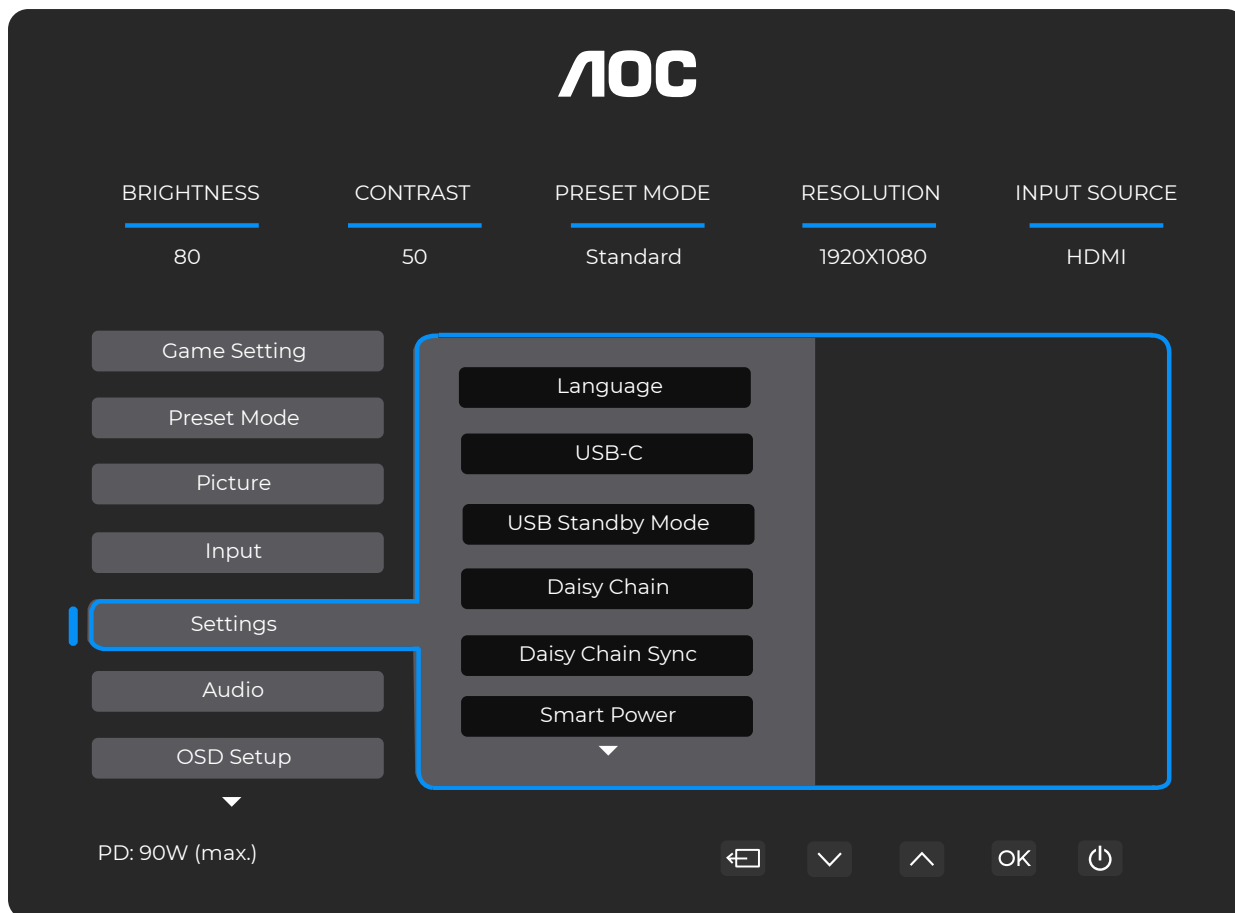 AOC
BRIGHTNESS CONTRAST PRESET MODE RESOLUTION INPUT SOURCE
80 50 Standard 1920X1080 HDMI
Game Setting
Preset Mode
Picture
Input
Settings
Audio
OSD Setup
Language
USB-C
USB Standby Mode
Daisy Chain
Daisy Chain Sync
Smart Power
PD: 90W (max.)
OK